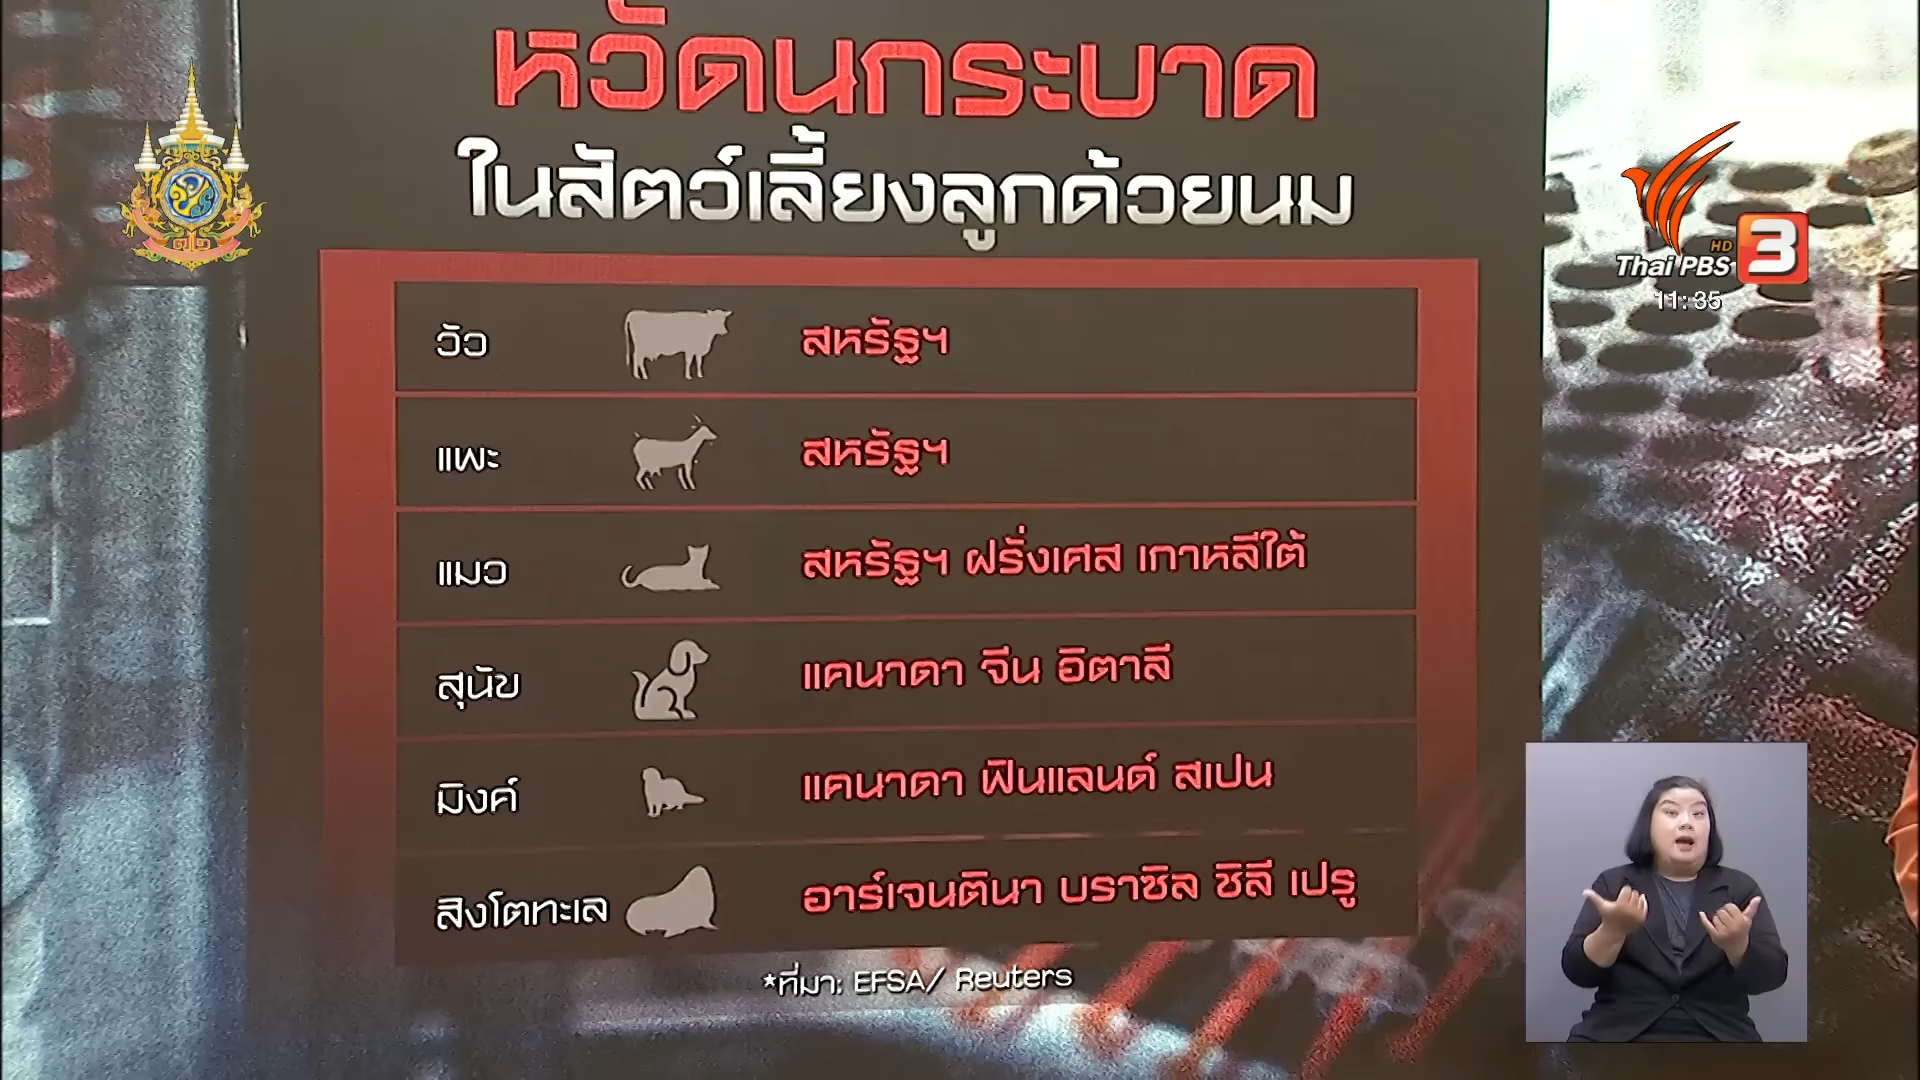 หวัดนกระบาด
ในสัตว์เลี้ยงลูกด้วยนม
HD
3
Thai PBS
11:35
วัว สหรัฐฯ
แพะ สหรัฐฯ
แมว สหรัฐฯ ฝรั่งเศส เกาหลีใต้
สุนัข แคนาดา จีน อิตาลี
มิงค์ แคนาดา ฟินแลนด์ สเปน
สิงโตทะเล อาร์เจนตินา บราซิล ชิลี เปรู
*ที่มา: EFSA/ Reuters
๗๒